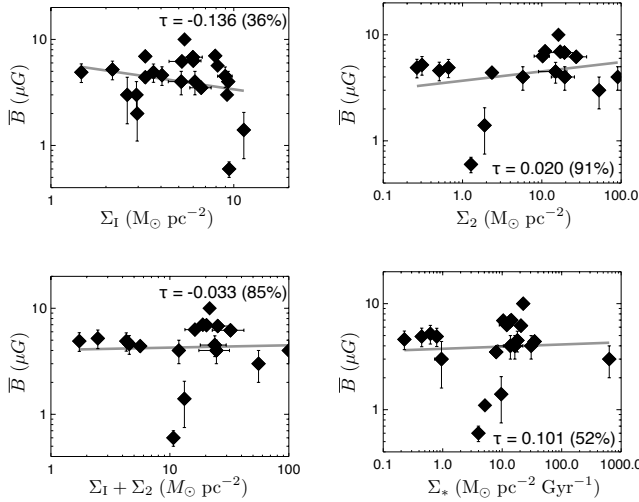 τ = -0.136 (36%)
10
1
B̅ (μG)
1
10
Σ_I (M_⊙ pc⁻²)
10
1
B̅ (μG)
τ = 0.020 (91%)
0.1
1.0
10.0
100.0
Σ_2 (M_⊙ pc⁻²)
τ = -0.033 (85%)
10
1
B̅ (μG)
1
10
100
Σ_I + Σ_2 (M_⊙ pc⁻²)
10
1
B̅ (μG)
τ = 0.101 (52%)
0.1
1.0
10.0
100.0
1000.0
Σ_* (M_⊙ pc⁻² Gyr⁻¹)